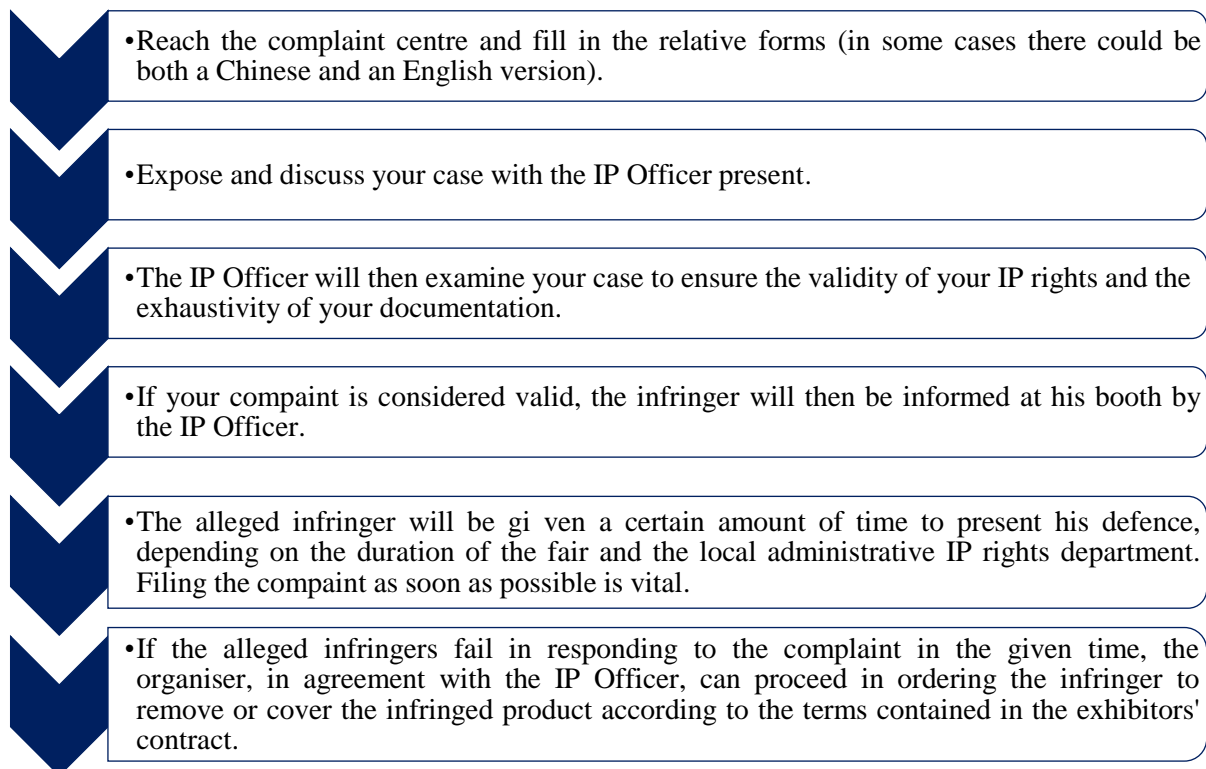 •Reach the complaint centre and fill in the relative forms (in some cases there could be
both a Chinese and an English version).
•Expose and discuss your case with the IP Officer present.
•The IP Officer will then examine your case to ensure the validity of your IP rights and the
exhaustivity of your documentation.
•If your compaint is considered valid, the infringer will then be informed at his booth by
the IP Officer.
•The alleged infringer will be gi ven a certain amount of time to present his defence,
depending on the duration of the fair and the local administrative IP rights department.
Filing the compaint as soon as possible is vital.
•If the alleged infringers fail in responding to the complaint in the given time, the
organiser, in agreement with the IP Officer, can proceed in ordering the infringer to
remove or cover the infringed product according to the terms contained in the exhibitors'
contract.